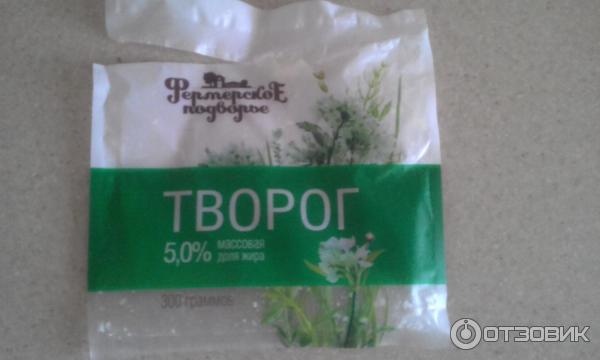 Фермерское
подворье
ТВОРОГ
5,0% массовая
доля жира
300 граммов
ОТЗОВИК